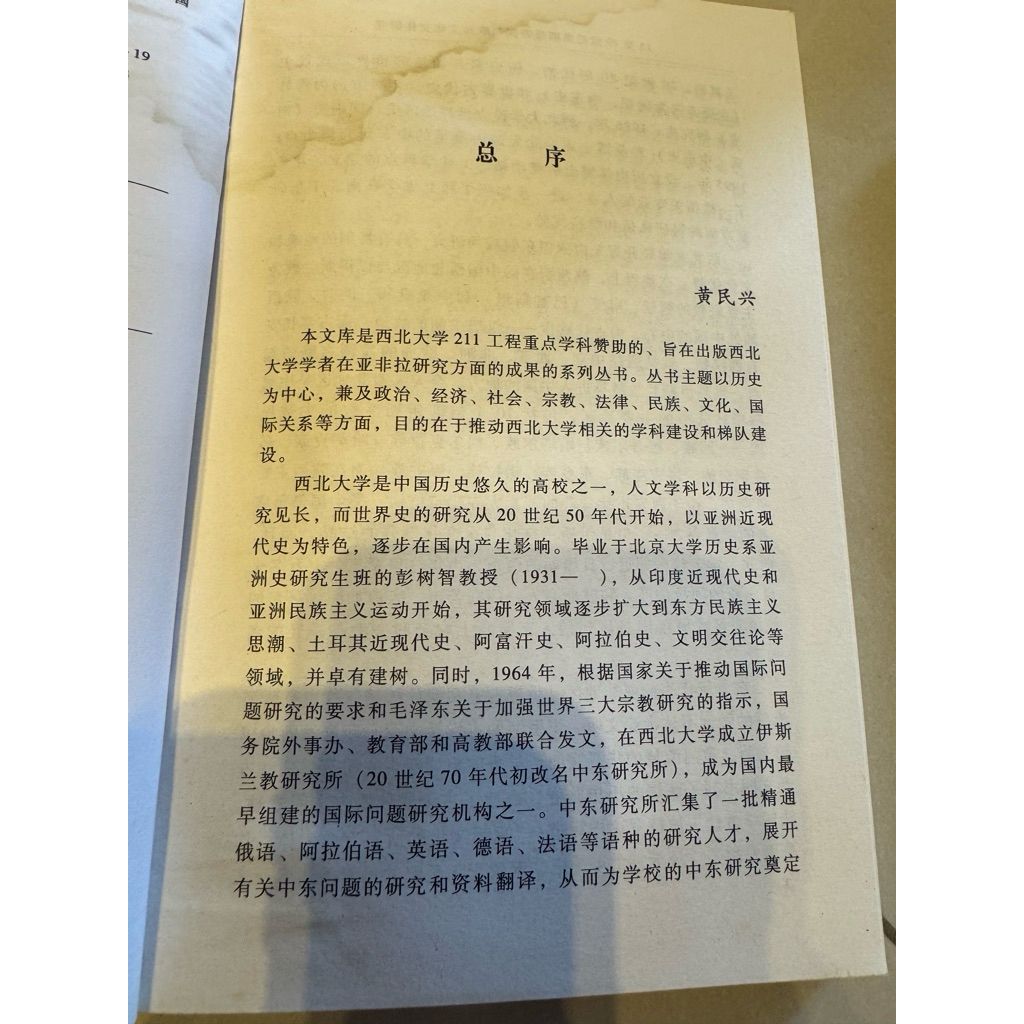 国
19
总 序
黄民兴
本文库是西北大学 211 工程重点学科赞助的、旨在出版西北
大学学者在亚非拉研究方面的成果的系列丛书。丛书主题以历史
为中心，兼及政治、经济、社会、宗教、法律、民族、文化、国
际关系等方面，目的在于推动西北大学相关的学科建设和梯队建
设。
西北大学是中国历史悠久的高校之一，人文学科以历史研
究见长，而世界史的研究从 20 世纪 50 年代开始，以亚洲近现
代史为特色，逐步在国内产生影响。毕业于北京大学历史系亚
洲史研究生班的彭树智教授（1931— ），从印度近现代史和
亚洲民族主义运动开始，其研究领域逐步扩大到东方民族主义
思潮、土耳其近现代史、阿富汗史、阿拉伯史、文明交往论等
领域，并卓有建树。同时，1964 年，根据国家关于推动国际问
题研究的要求和毛泽东关于加强世界三大宗教研究的指示，国
务院外事办、教育部和高教部联合发文，在西北大学成立伊斯
兰教研究所（20 世纪 70 年代初改名中东研究所），成为国内最
早组建的国际问题研究机构之一。中东研究所汇集了一批精通
俄语、阿拉伯语、英语、德语、法语等语种的研究人才，展开
有关中东问题的研究和资料翻译，从而为学校的中东研究奠定